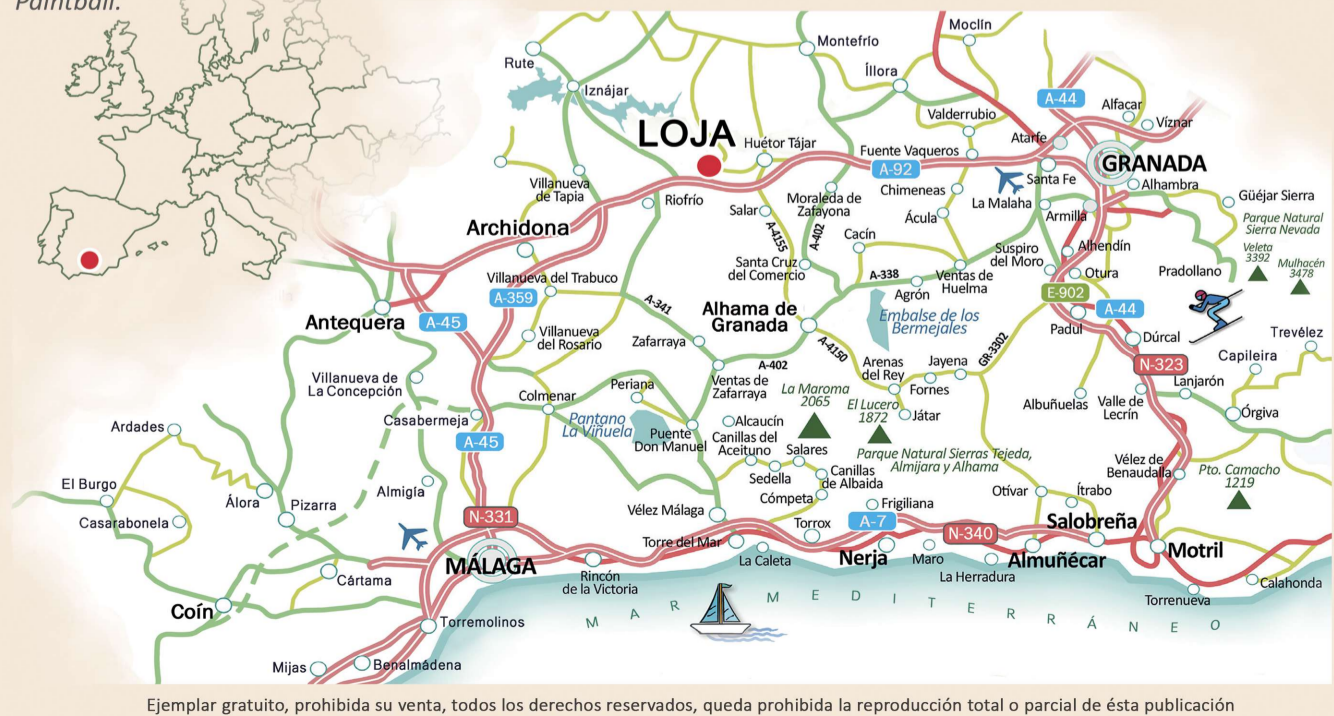 Paintball.
Moclín
Montefrío
Rute
Íllora
Iznájar
A-44
Alfacar
Víznar
Valderrubio
LOJA
Atarfe
Huétor Tájar
Fuente Vaqueros
A-92
GRANADA
Santa Fe
Alhambra
Villanueva
de Tapia
Chimeneas
La Malaha
Moraleda de
Zafayona
Güéjar Sierra
Riofrío
Salar
Armilla
Ácula
Parque Natural
Sierra Nevada
Archidona
A-4155
A-402
Cacín
Suspiro
del Moro
Alhendín
Veleta
3392
Mulhacén
3478
Santa Cruz
del Comercio
Otura
Pradollano
Villanueva del Trabuco
A-338
Ventas de
Huelma
Agrón
A-359
A-341
E-902
A-44
Antequera
A-45
Alhama de
Granada
Embalse de los
Bermejales
Padul
Villanueva
del Rosario
Zafarraya
A-4150
GR-3302
Dúrcal
Trevélez
Capileira
A-402
Arenas
del Rey
Jayena
N-323
Villanueva de
La Concepción
Periana
Ventas de
Zafarraya
La Maroma
2065
Fornes
Lanjarón
Colmenar
El Lucero
1872
Játar
Albuñuelas
Valle de
Lecrín
Órgiva
Casabermeja
Pantano
La Viñuela
Alcaucín
Ardades
Puente
Don Manuel
Canillas del
Aceituno
Salares
Parque Natural Sierras Tejeda,
Almijara y Alhama
A-45
Vélez de
Benaudalla
Pto. Camacho
1219
Sedella
Canillas
de Albaida
El Burgo
Almigía
Cómpeta
Otívar
Ítrabo
Álora
Pizarra
Frigiliana
Casarabonela
N-331
Vélez Málaga
Torrox
A-7
Salobreña
N-340
Torre del Mar
Nerja
Maro
Almuñécar
Motril
MÁLAGA
La Caleta
La Herradura
Cártama
Rincón
de la Victoria
Calahonda
Coín
Torrenueva
MAR MEDITERRÁNEO
Torremolinos
Mijas
Benalmádena
Ejemplar gratuito, prohibida su venta, todos los derechos reservados, queda prohibida la reproducción total o parcial de ésta publicación